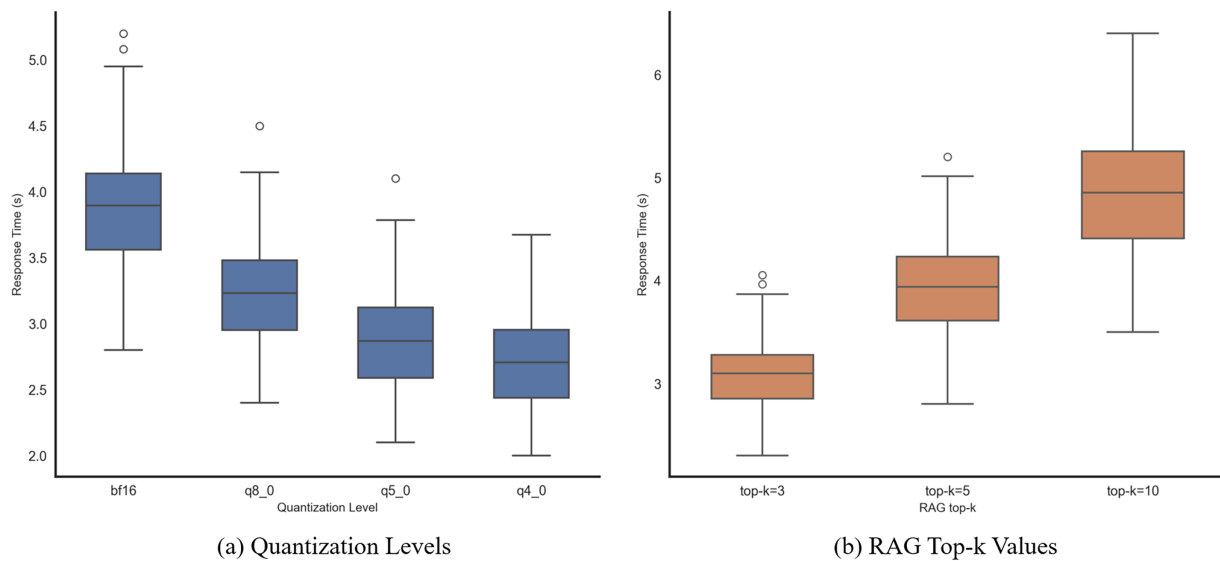 5.0
4.5
4.0
3.5
3.0
2.5
2.0
Response Time (s)
bf16 q8_0 q5_0 q4_0
Quantization Level
(a) Quantization Levels
6
5
4
3
Response Time (s)
top-k=3 top-k=5 top-k=10
RAG top-k
(b) RAG Top-k Values